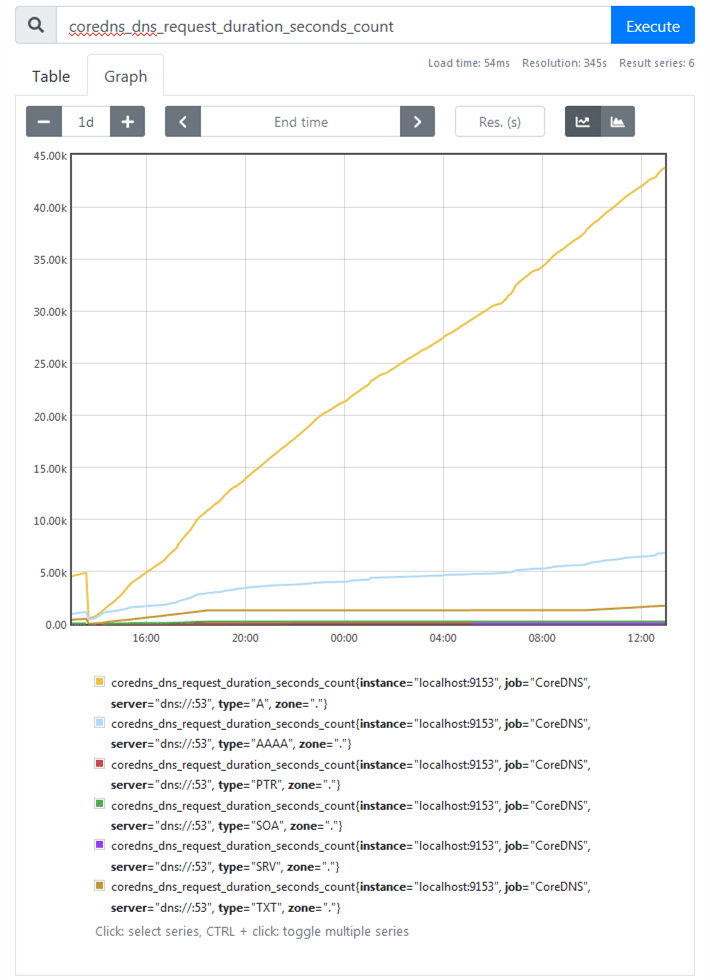 coredns_dns_request_duration_seconds_count Execute
Load time: 54ms Resolution: 345s Result series: 6
Table Graph
1d End time Res. (s)
45.00k
40.00k
35.00k
30.00k
25.00k
20.00k
15.00k
10.00k
5.00k
0.00
16:00 20:00 00:00 04:00 08:00 12:00
coredns_dns_request_duration_seconds_count{instance="localhost:9153", job="CoreDNS",
server="dns://:53", type="A", zone="."}
coredns_dns_request_duration_seconds_count{instance="localhost:9153", job="CoreDNS",
server="dns://:53", type="AAAA", zone="."}
coredns_dns_request_duration_seconds_count{instance="localhost:9153", job="CoreDNS",
server="dns://:53", type="PTR", zone="."}
coredns_dns_request_duration_seconds_count{instance="localhost:9153", job="CoreDNS",
server="dns://:53", type="SOA", zone="."}
coredns_dns_request_duration_seconds_count{instance="localhost:9153", job="CoreDNS",
server="dns://:53", type="SRV", zone="."}
coredns_dns_request_duration_seconds_count{instance="localhost:9153", job="CoreDNS",
server="dns://:53", type="TXT", zone="."}
Click: select series, CTRL + click: toggle multiple series